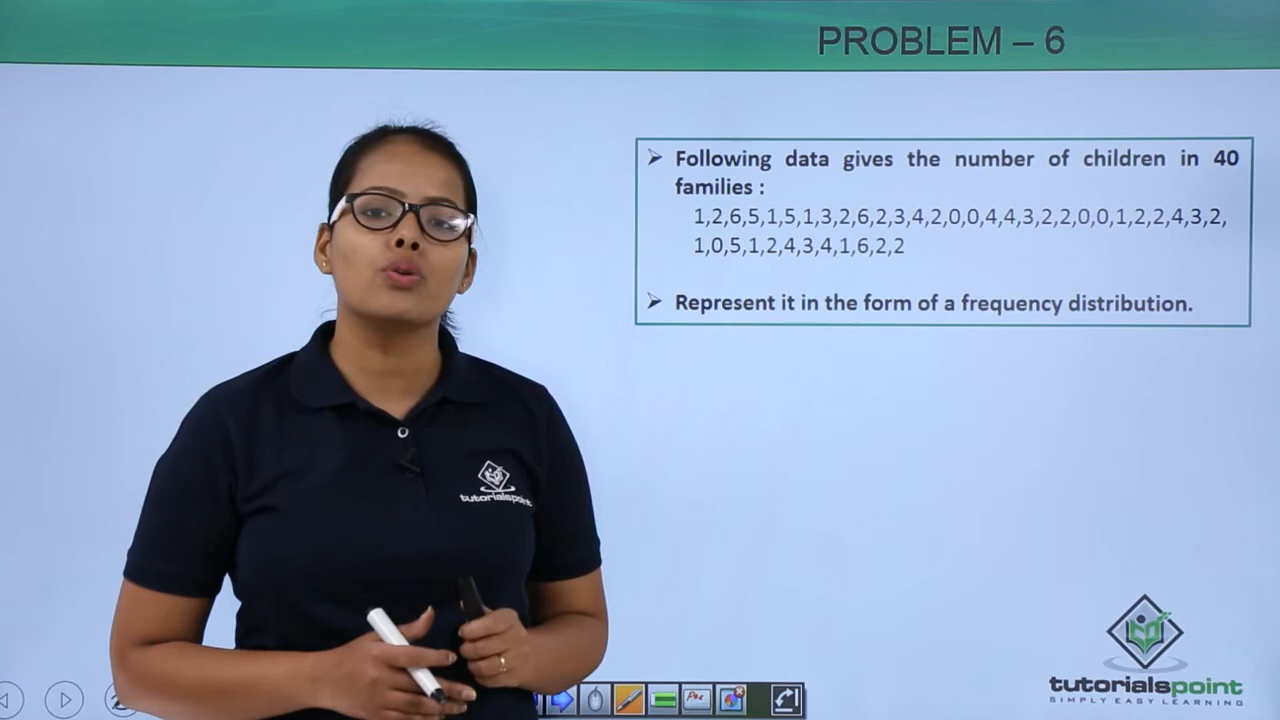 PROBLEM – 6
➢ Following data gives the number of children in 40
families :
1,2,6,5,1,5,1,3,2,6,2,3,4,2,0,0,4,4,3,2,2,0,0,1,2,2,4,3,2,
1,0,5,1,2,4,3,4,1,6,2,2
➢ Represent it in the form of a frequency distribution.
tutorialspoint
tutorialspoint
SIMPLY EASY LEARNING